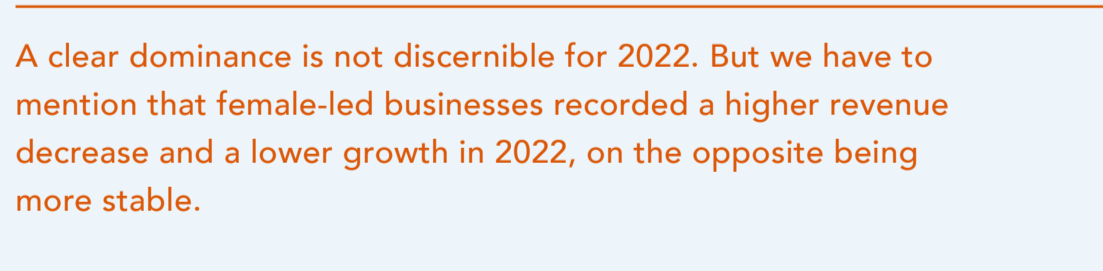 A clear dominance is not discernible for 2022. But we have to
mention that female-led businesses recorded a higher revenue
decrease and a lower growth in 2022, on the opposite being
more stable.